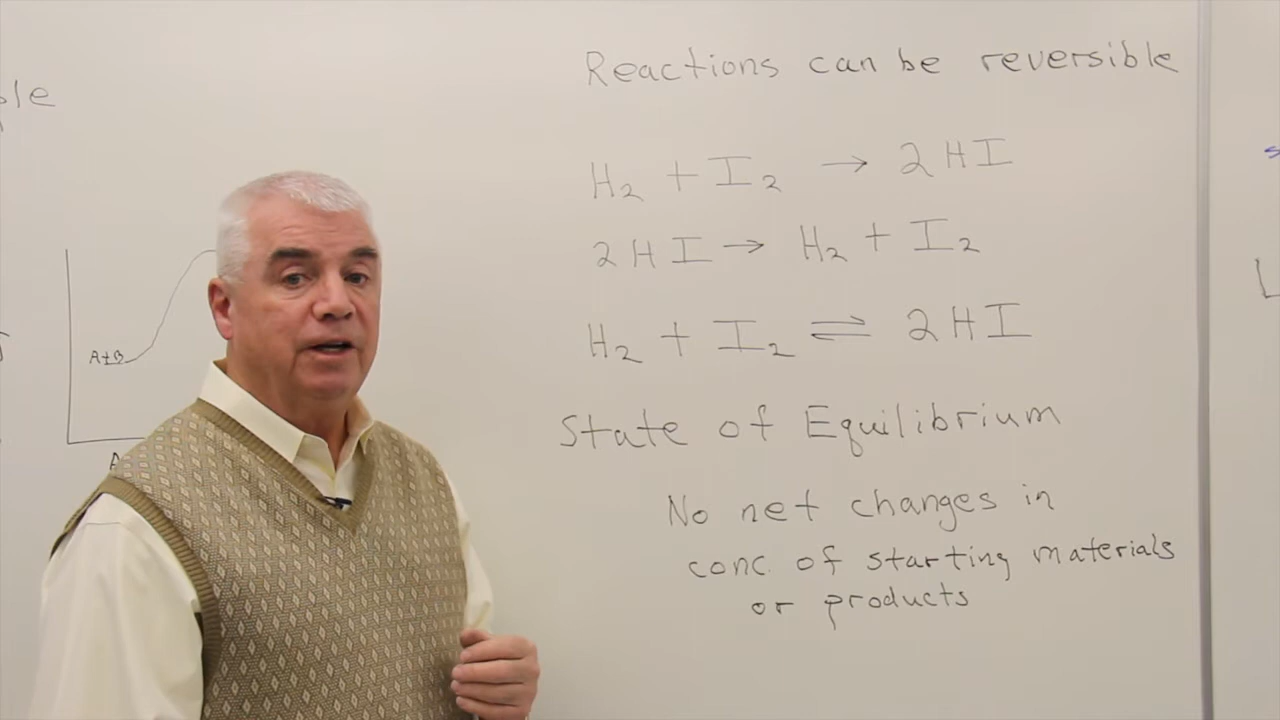 Reactions can be reversible
H₂ + I₂ → 2HI
2HI → H₂ + I₂
H₂ + I₂ ⇌ 2HI
State of Equilibrium
No net changes in
conc of starting materials
or products
A+B